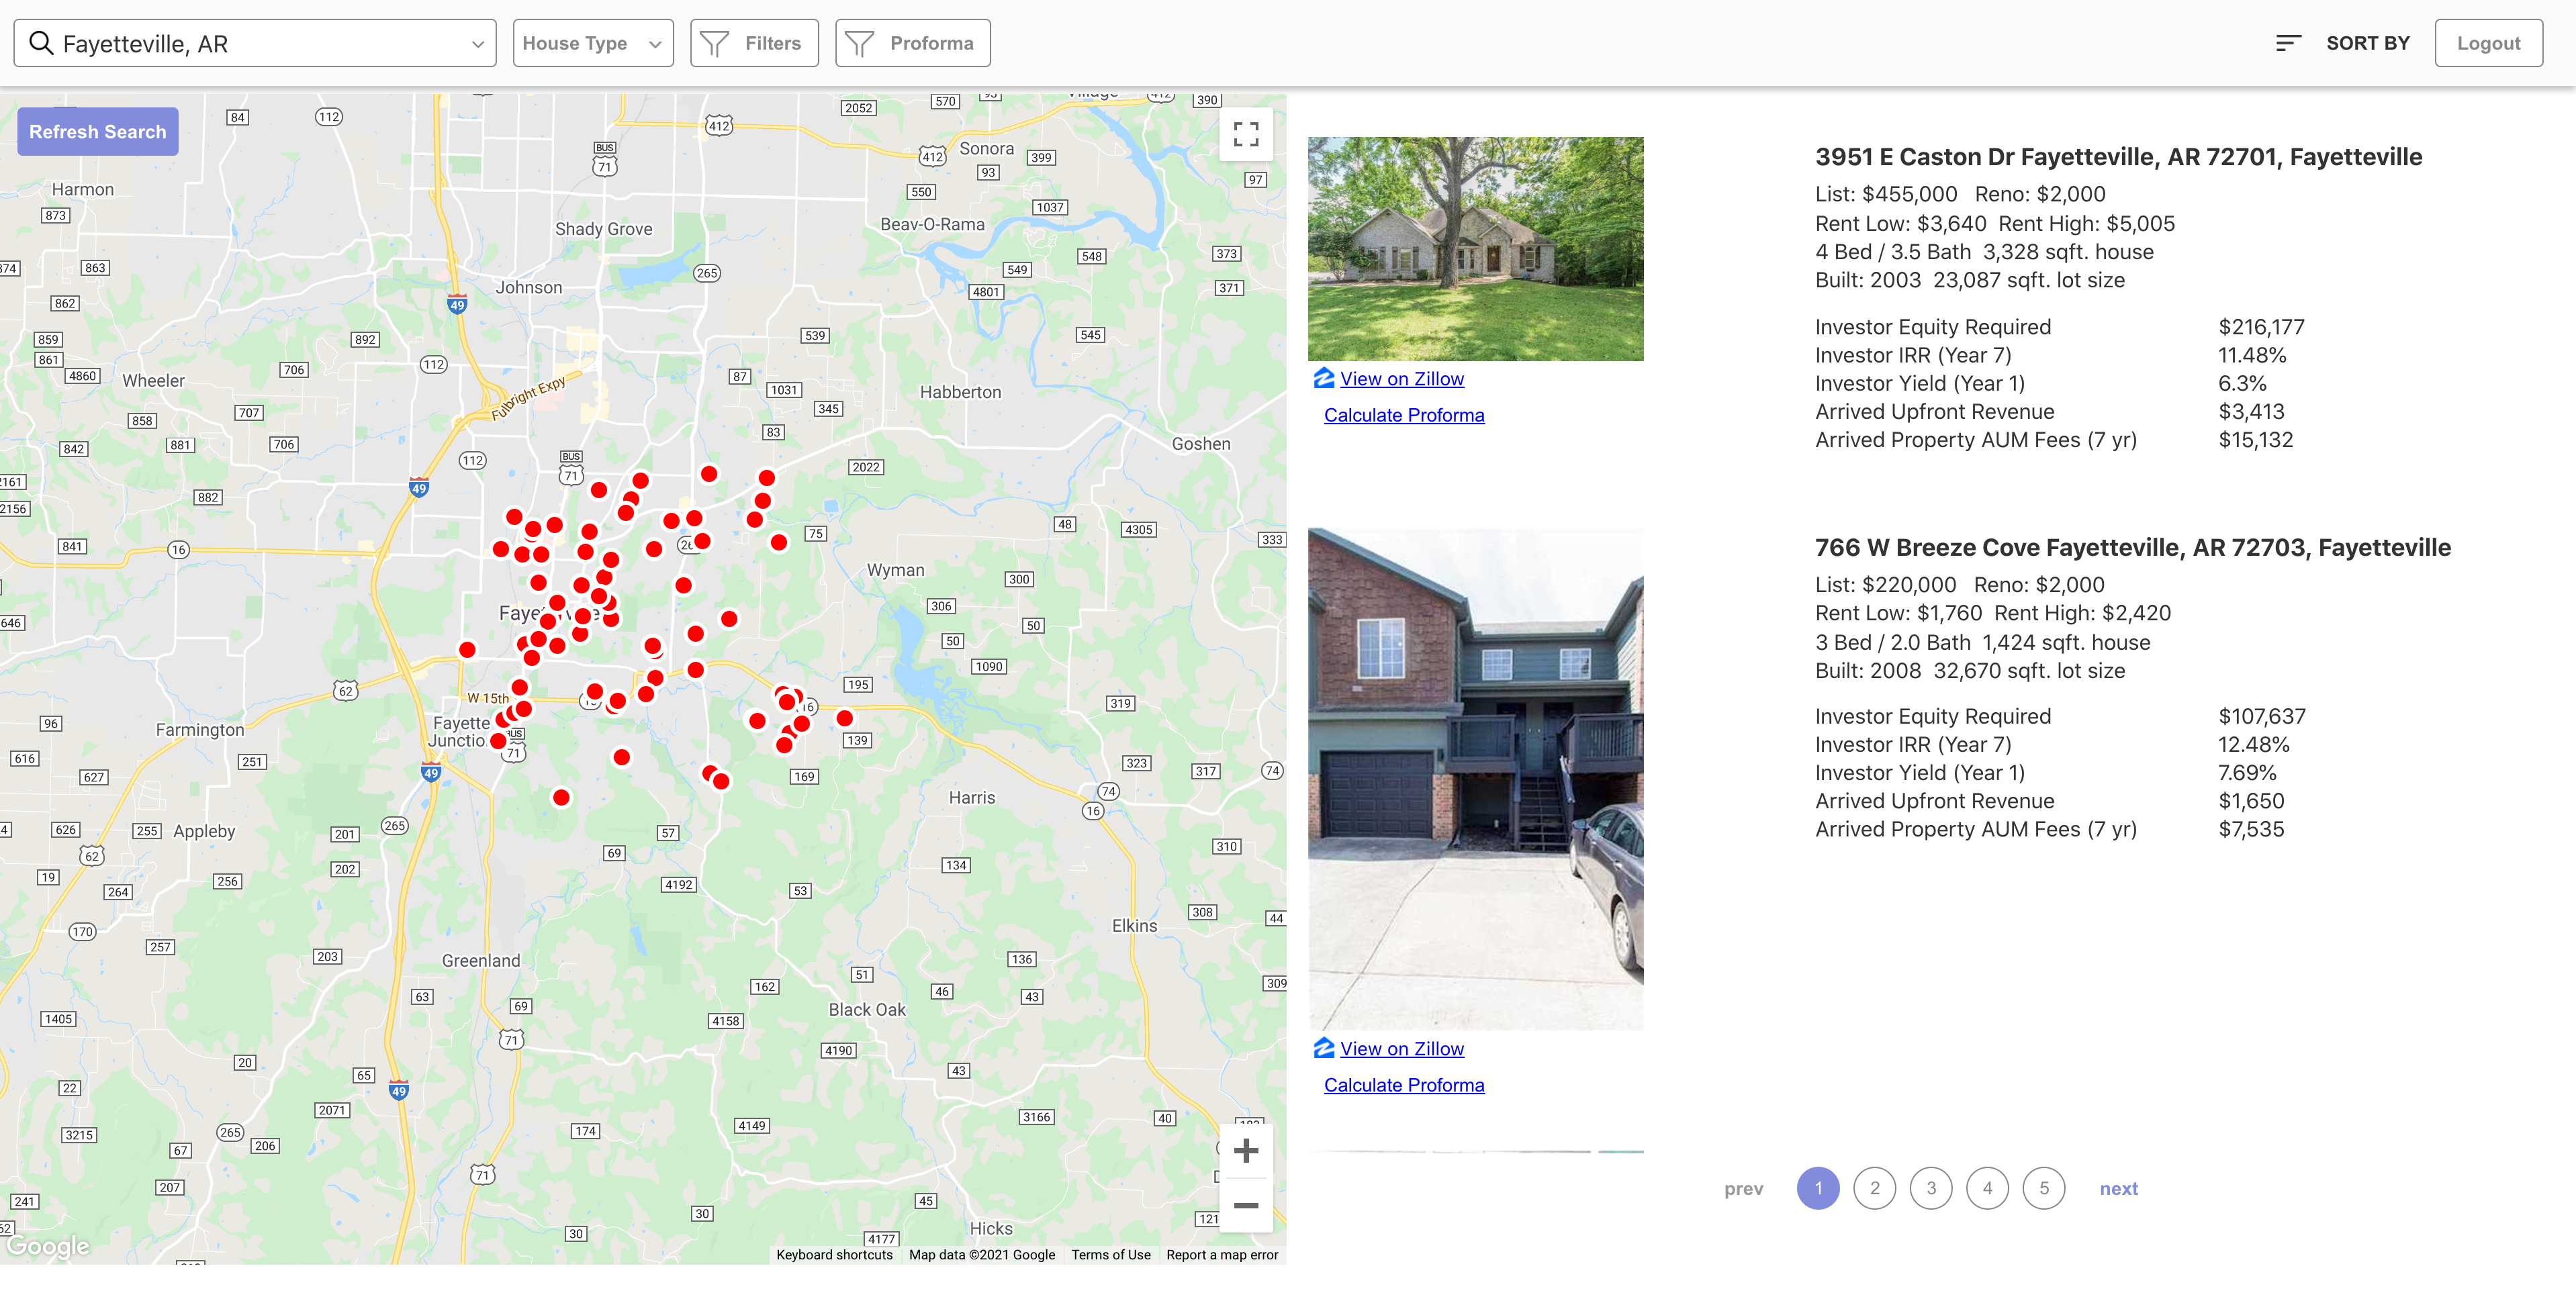 Fayetteville, AR
House Type
Filters
Proforma
SORT BY
Logout
Refresh Search
3951 E Caston Dr Fayetteville, AR 72701, Fayetteville
List: $455,000 Reno: $2,000
Rent Low: $3,640 Rent High: $5,005
4 Bed / 3.5 Bath 3,328 sqft. house
Built: 2003 23,087 sqft. lot size
Investor Equity Required $216,177
Investor IRR (Year 7) 11.48%
Investor Yield (Year 1) 6.3%
Arrived Upfront Revenue $3,413
Arrived Property AUM Fees (7 yr) $15,132
View on Zillow
Calculate Proforma
766 W Breeze Cove Fayetteville, AR 72703, Fayetteville
List: $220,000 Reno: $2,000
Rent Low: $1,760 Rent High: $2,420
3 Bed / 2.0 Bath 1,424 sqft. house
Built: 2008 32,670 sqft. lot size
Investor Equity Required $107,637
Investor IRR (Year 7) 12.48%
Investor Yield (Year 1) 7.69%
Arrived Upfront Revenue $1,650
Arrived Property AUM Fees (7 yr) $7,535
View on Zillow
Calculate Proforma
prev
1
2
3
4
5
next
Harmon
Sonora
Shady Grove
Beav-O-Rama
Johnson
Wheeler
Fulbright Expy
Habberton
Goshen
Wyman
W 15th
Farmington
Harris
Appleby
Elkins
Greenland
Black Oak
Hicks
Google
Keyboard shortcuts
Map data ©2021 Google
Terms of Use
Report a map error